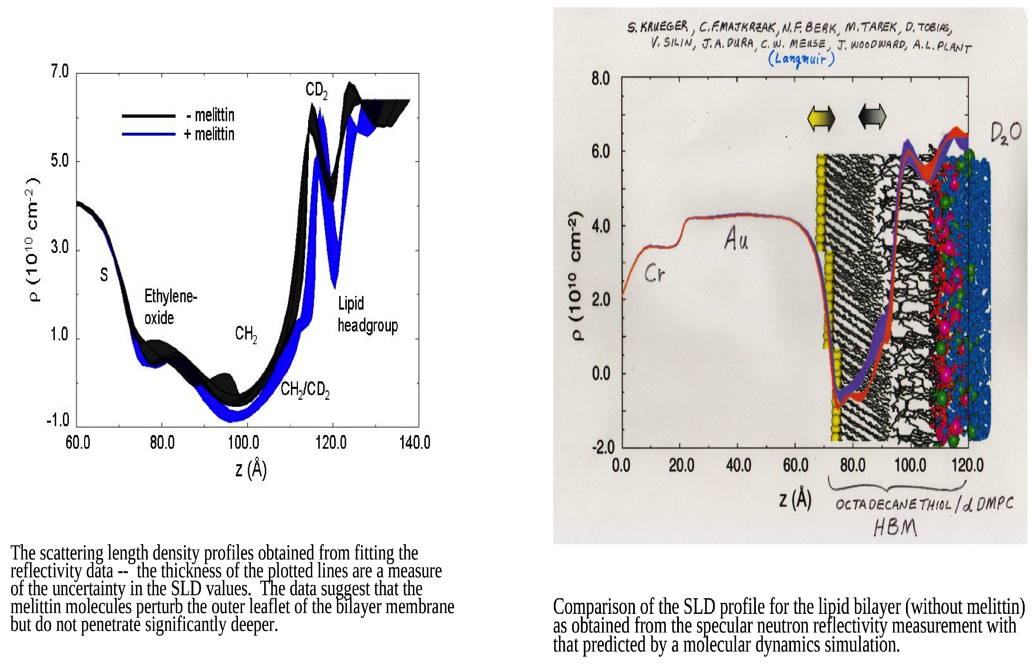 7.0
5.0
3.0
1.0
-1.0
ρ (10¹⁰ cm⁻²)
60.0 80.0 100.0 120.0 140.0
z (Å)
- melittin
+ melittin
CD₂
S
Ethylene-
oxide
CH₂
CH₂/CD₂
Lipid
headgroup
The scattering length density profiles obtained from fitting the
reflectivity data -- the thickness of the plotted lines are a measure
of the uncertainty in the SLD values. The data suggest that the
melittin molecules perturb the outer leaflet of the bilayer membrane
but do not penetrate significantly deeper.
S. KRUEGER, C.F. MAJKRZAK, N.F. BERK, M. TAREK, D. TOBIAS,
V. SILIN, J.A. DURA, C.W. MEUSE, J. WOODWARD, A.L. PLANT
(Langmuir)
8.0
6.0
4.0
2.0
0.0
-2.0
ρ (10¹⁰ cm⁻²)
0.0 20.0 40.0 60.0 80.0 100.0 120.0
z (Å)
Cr
Au
D₂O
OCTADECANETHIOL/d DMPC
HBM
Comparison of the SLD profile for the lipid bilayer (without melittin)
as obtained from the specular neutron reflectivity measurement with
that predicted by a molecular dynamics simulation.